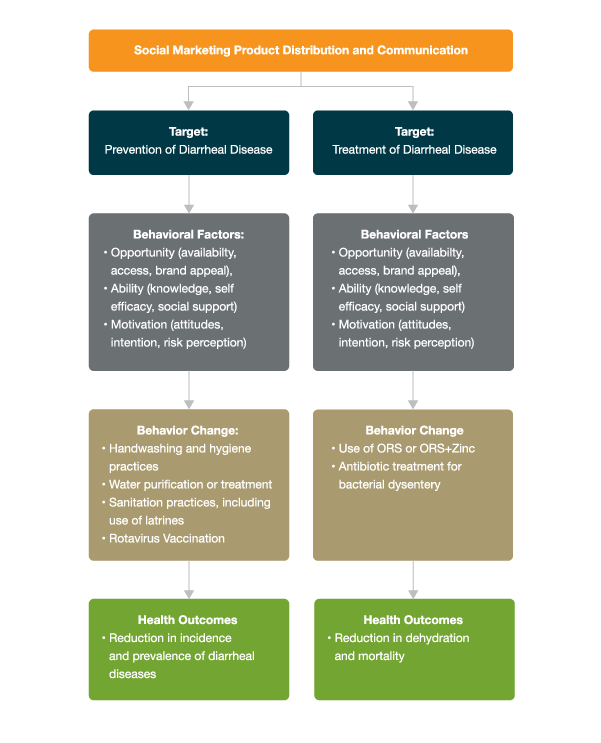 Social Marketing Product Distribution and Communication
Target:
Prevention of Diarrheal Disease
Target:
Treatment of Diarrheal Disease
Behavioral Factors:
• Opportunity (availabilty,
access, brand appeal),
• Ability (knowledge, self
efficacy, social support)
• Motivation (attitudes,
intention, risk perception)
Behavioral Factors
• Opportunity (availabilty,
access, brand appeal),
• Ability (knowledge, self
efficacy, social support)
• Motivation (attitudes,
intention, risk perception)
Behavior Change:
• Handwashing and hygiene
practices
• Water purification or treatment
• Sanitation practices, including
use of latrines
• Rotavirus Vaccination
Behavior Change
• Use of ORS or ORS+Zinc
• Antibiotic treatment for
bacterial dysentery
Health Outcomes
• Reduction in incidence
and prevalence of diarrheal
diseases
Health Outcomes
• Reduction in dehydration
and mortality